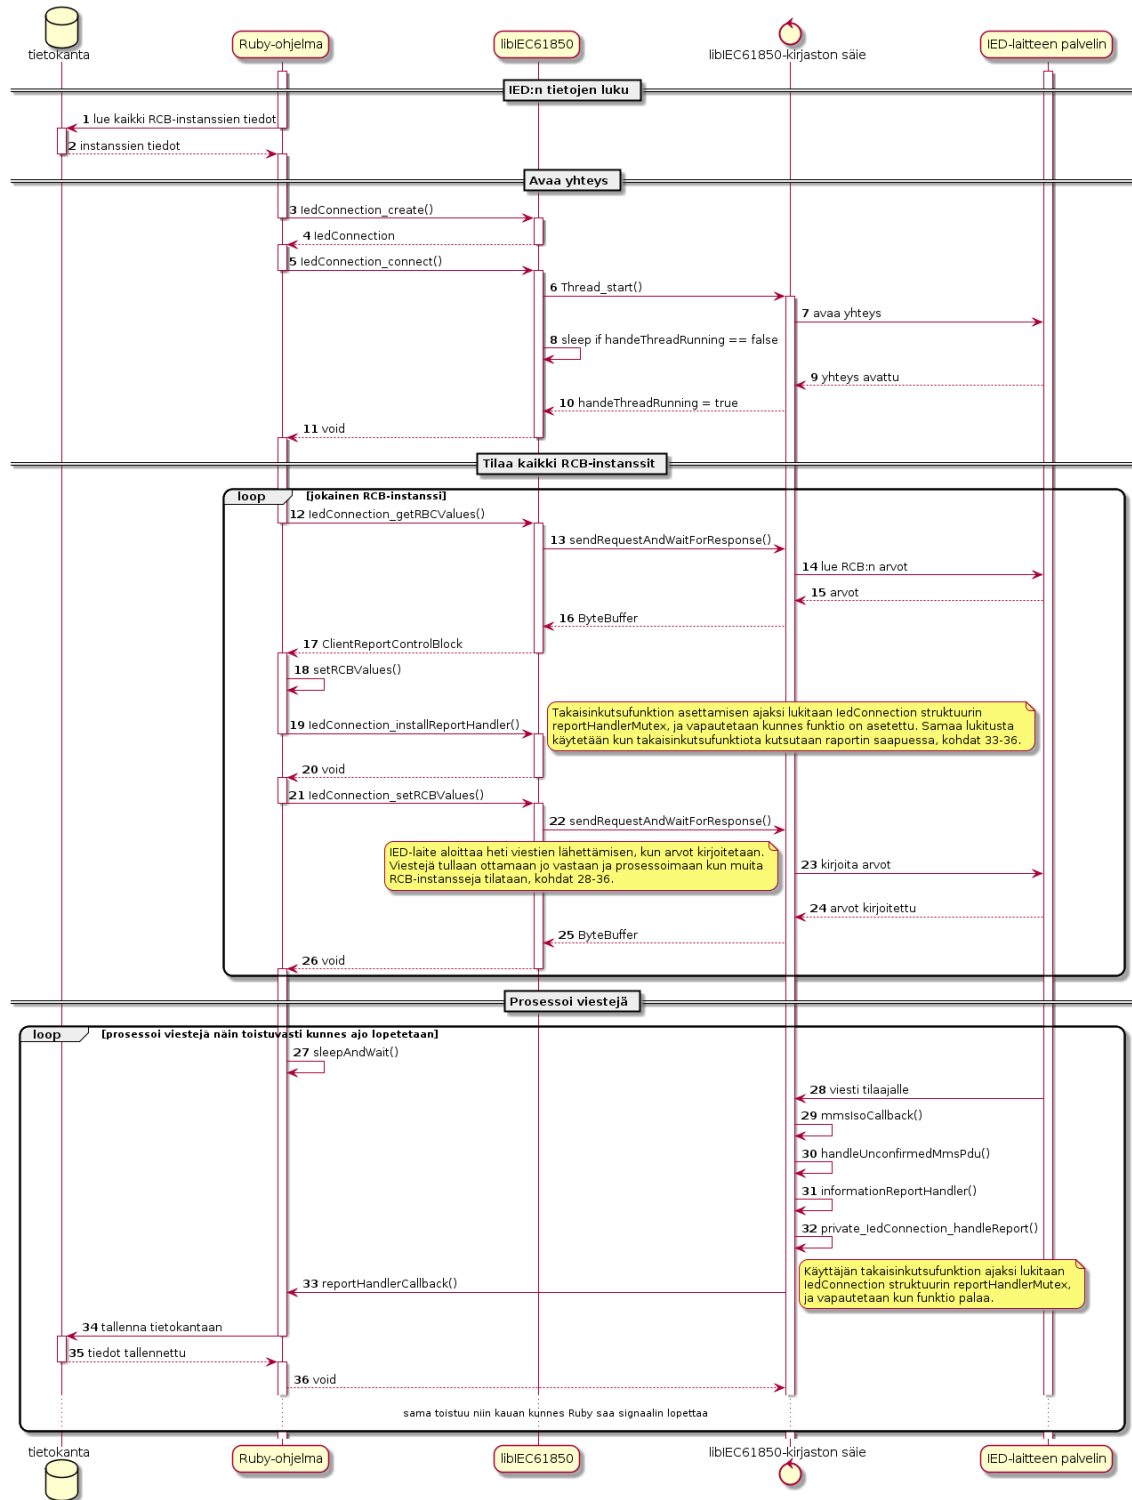 tietokanta
Ruby-ohjelma
libIEC61850
libIEC61850-kirjaston säie
IED-laitteen palvelin
IED:n tietojen luku
1 lue kaikki RCB-instanssien tiedot
2 instanssien tiedot
Avaa yhteys
3 IedConnection_create()
4 IedConnection
5 IedConnection_connect()
6 Thread_start()
7 avaa yhteys
8 sleep if handeThreadRunning == false
9 yhteys avattu
10 handeThreadRunning = true
11 void
Tilaa kaikki RCB-instanssit
loop [jokainen RCB-instanssi]
12 IedConnection_getRBCValues()
13 sendRequestAndWaitForResponse()
14 lue RCB:n arvot
15 arvot
16 ByteBuffer
17 ClientReportControlBlock
18 setRCBValues()
19 IedConnection_installReportHandler()
Takaisinkutsufunktion asettamisen ajaksi lukitaan IedConnection struktuurin
reportHandlerMutex, ja vapautetaan kunnes funktio on asetettu. Samaa lukitusta
käytetään kun takaisinkutsufunktiota kutsutaan raportin saapuessa, kohdat 33-36.
20 void
21 IedConnection_setRCBValues()
22 sendRequestAndWaitForResponse()
IED-laite aloittaa heti viestien lähettämisen, kun arvot kirjoitetaan.
Viestejä tullaan ottamaan jo vastaan ja prosessoimaan kun muita
RCB-instansseja tilataan, kohdat 28-36.
23 kirjoita arvot
24 arvot kirjoitettu
25 ByteBuffer
26 void
Prosessoi viestejä
loop [prosessoi viestejä näin toistuvasti kunnes ajo lopetetaan]
27 sleepAndWait()
28 viesti tilaajalle
29 mmsIsoCallback()
30 handleUnconfirmedMmsPdu()
31 informationReportHandler()
32 private_IedConnection_handleReport()
33 reportHandlerCallback()
Käyttäjän takaisinkutsufunktion ajaksi lukitaan
IedConnection struktuurin reportHandlerMutex,
ja vapautetaan kun funktio palaa.
34 tallenna tietokantaan
35 tiedot tallennettu
36 void
sama toistuu niin kauan kunnes Ruby saa signaalin lopettaa
tietokanta
Ruby-ohjelma
libIEC61850
libIEC61850-kirjaston säie
IED-laitteen palvelin